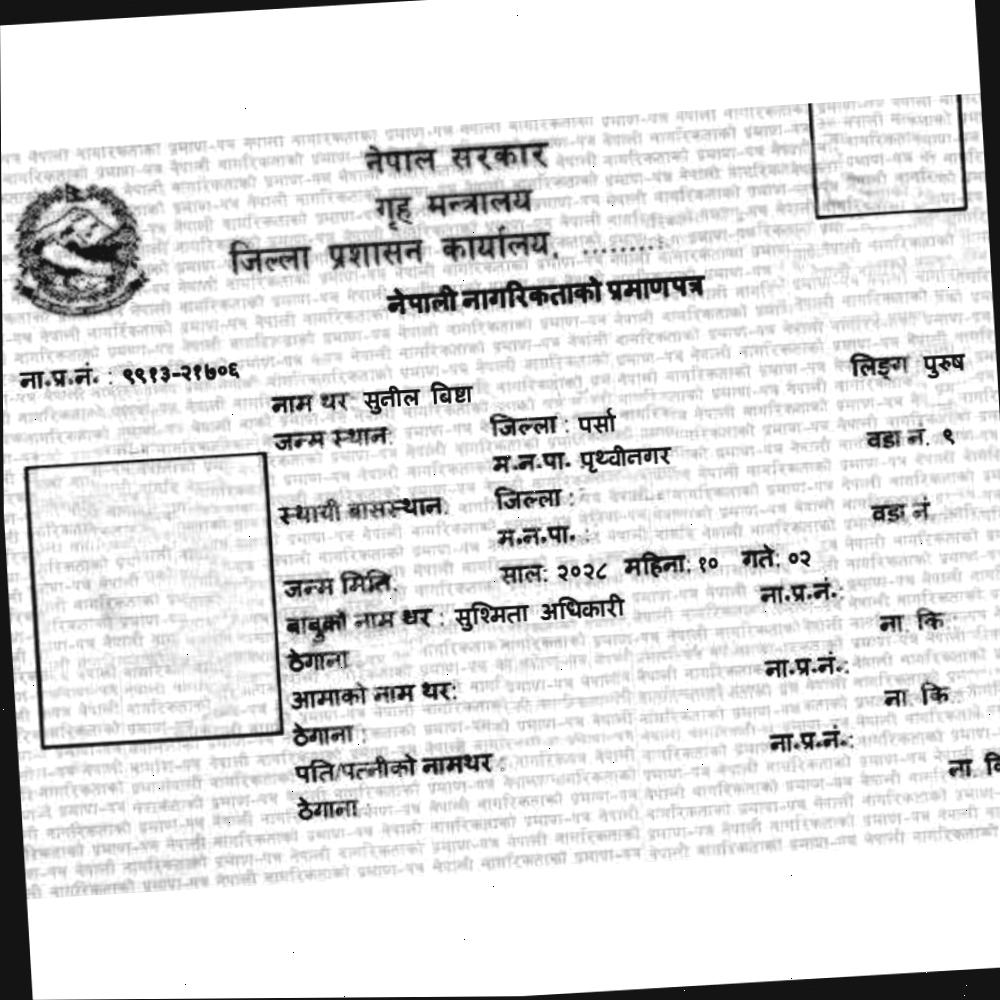 नेपाल सरकार
गृह मन्त्रालय
जिल्ला प्रशासन कार्यालय, ..........
नेपाली नागरिकताको प्रमाणपत्र
ना.प्र.नं. : ९९१३-२१७०६
लिङ्ग पुरुष
नाम थर सुनील बिष्टा
जन्म स्थान: जिल्ला : पर्सा
म.न.पा. पृथ्वीनगर वडा नं. ९
स्थायी बासस्थान: जिल्ला :
म.न.पा. : वडा नं
जन्म मिति: साल: २०२८ महिना: १० गते: ०२
बाबुको नाम थर : सुश्मिता अधिकारी ना.प्र.नं.:
ठेगाना ना कि :
आमाको नाम थर: ना.प्र.नं.:
ठेगाना : ना कि
पति/पत्नीको नामथर : ना.प्र.नं.:
ठेगाना : ना कि